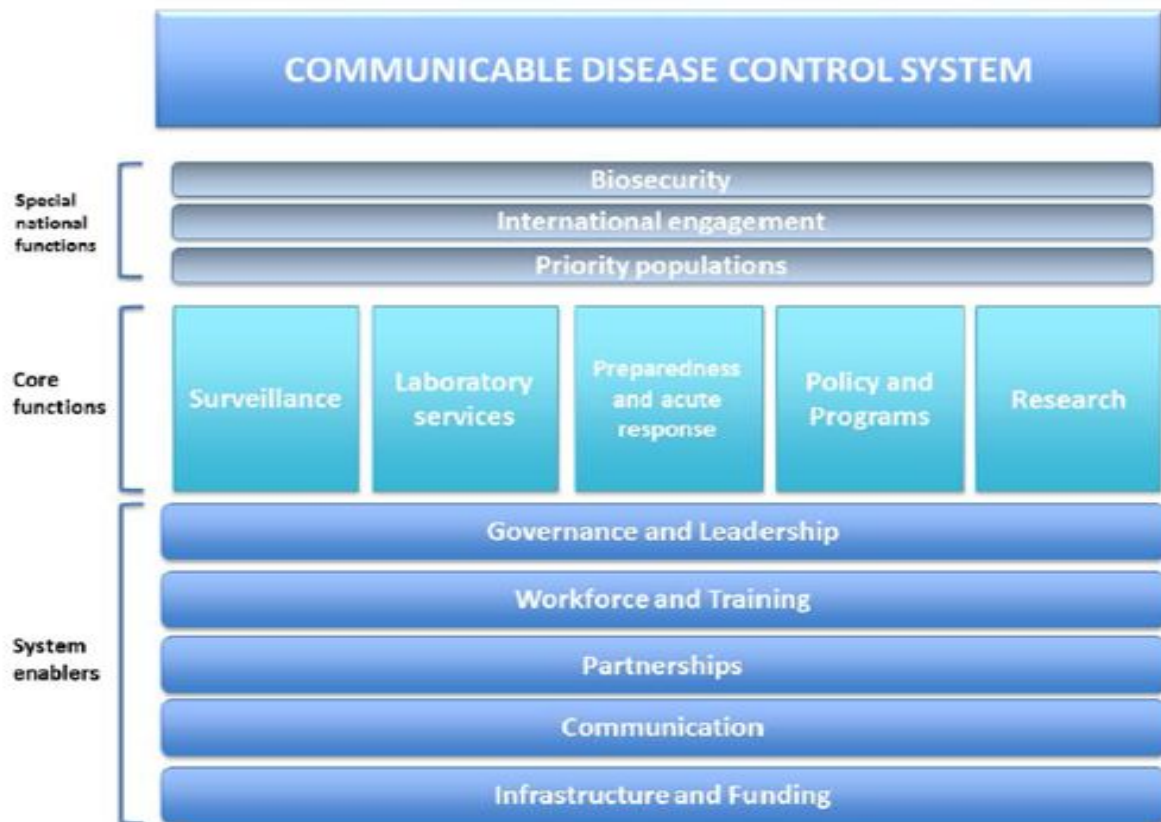 COMMUNICABLE DISEASE CONTROL SYSTEM
Special
national
functions
Biosecurity
International engagement
Priority populations
Core
functions
Surveillance
Laboratory
services
Preparedness
and acute
response
Policy and
Programs
Research
System
enablers
Governance and Leadership
Workforce and Training
Partnerships
Communication
Infrastructure and Funding